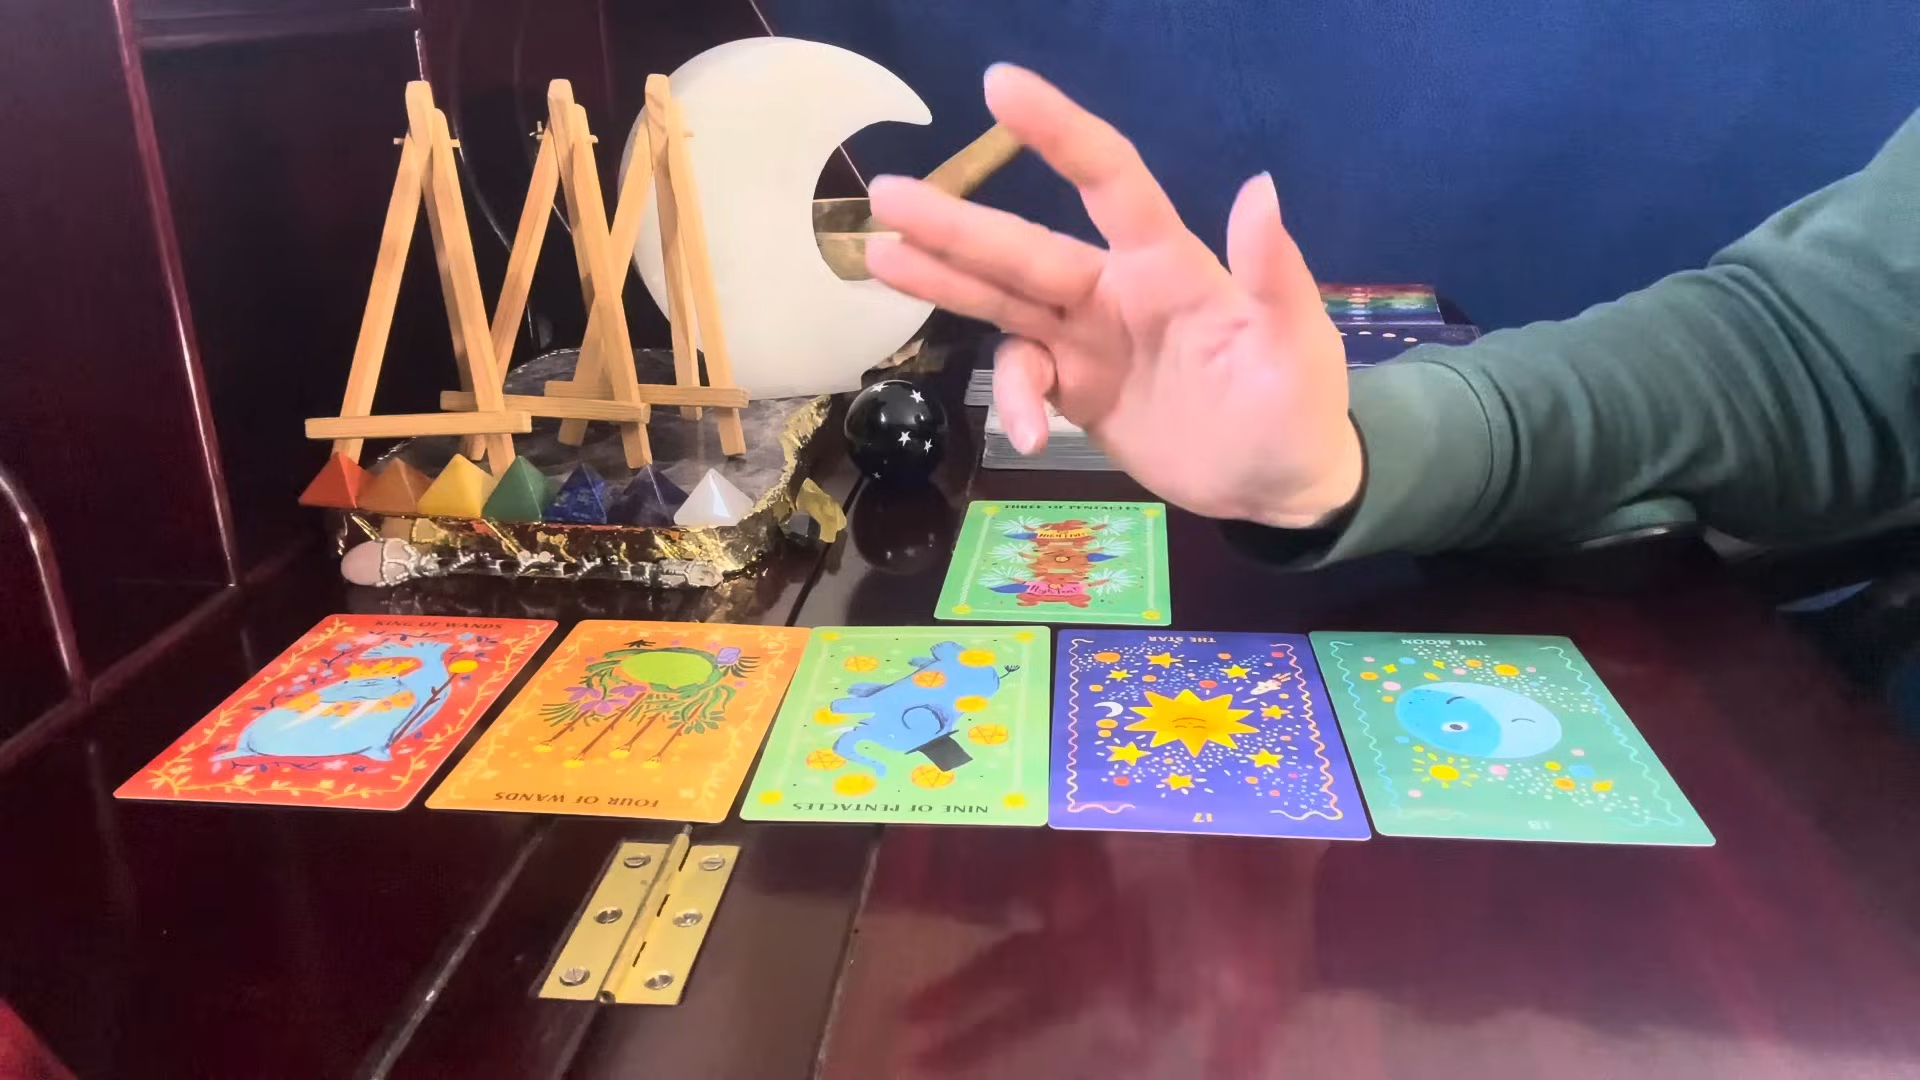 THREE OF PENTACLES
KING OF WANDS
FOUR OF WANDS
NINE OF PENTACLES
THE STAR
17
THE MOON
18